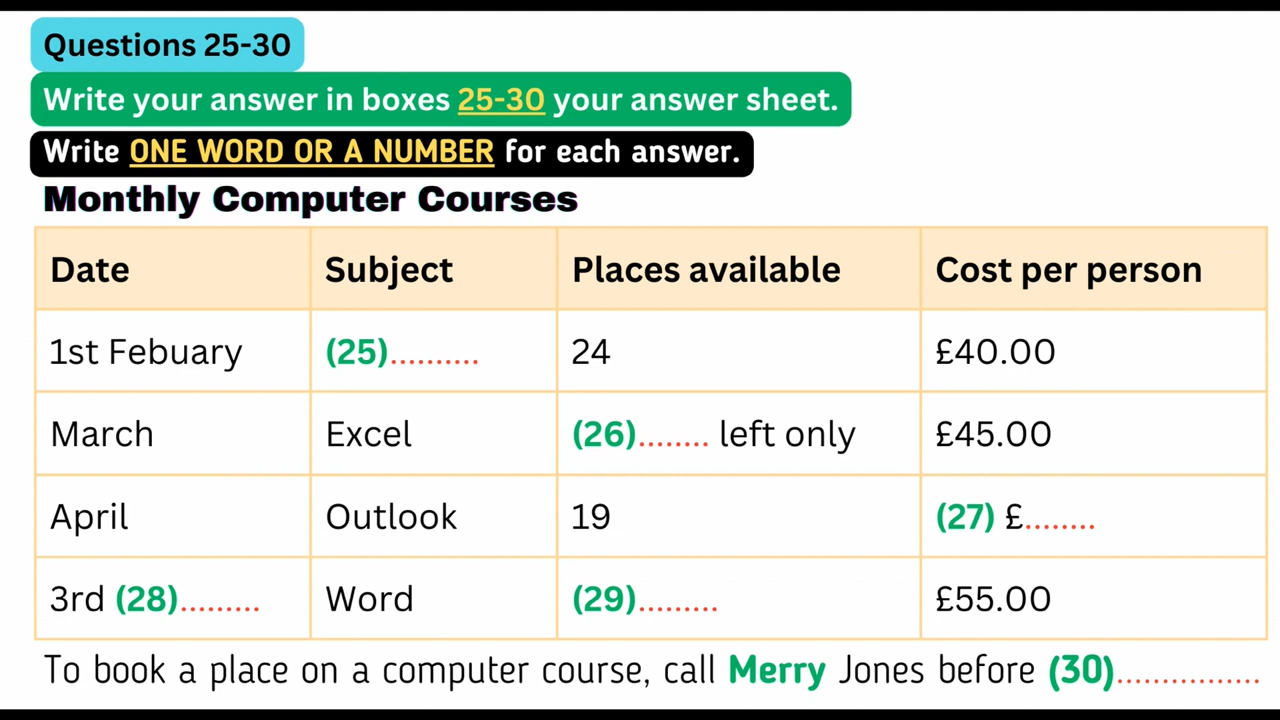 Questions 25-30
Write your answer in boxes 25-30 your answer sheet.
Write ONE WORD OR A NUMBER for each answer.
Monthly Computer Courses
Date Subject Places available Cost per person
1st Febuary (25).......... 24 £40.00
March Excel (26)........ left only £45.00
April Outlook 19 (27) £........
3rd (28)......... Word (29)......... £55.00
To book a place on a computer course, call Merry Jones before (30)................